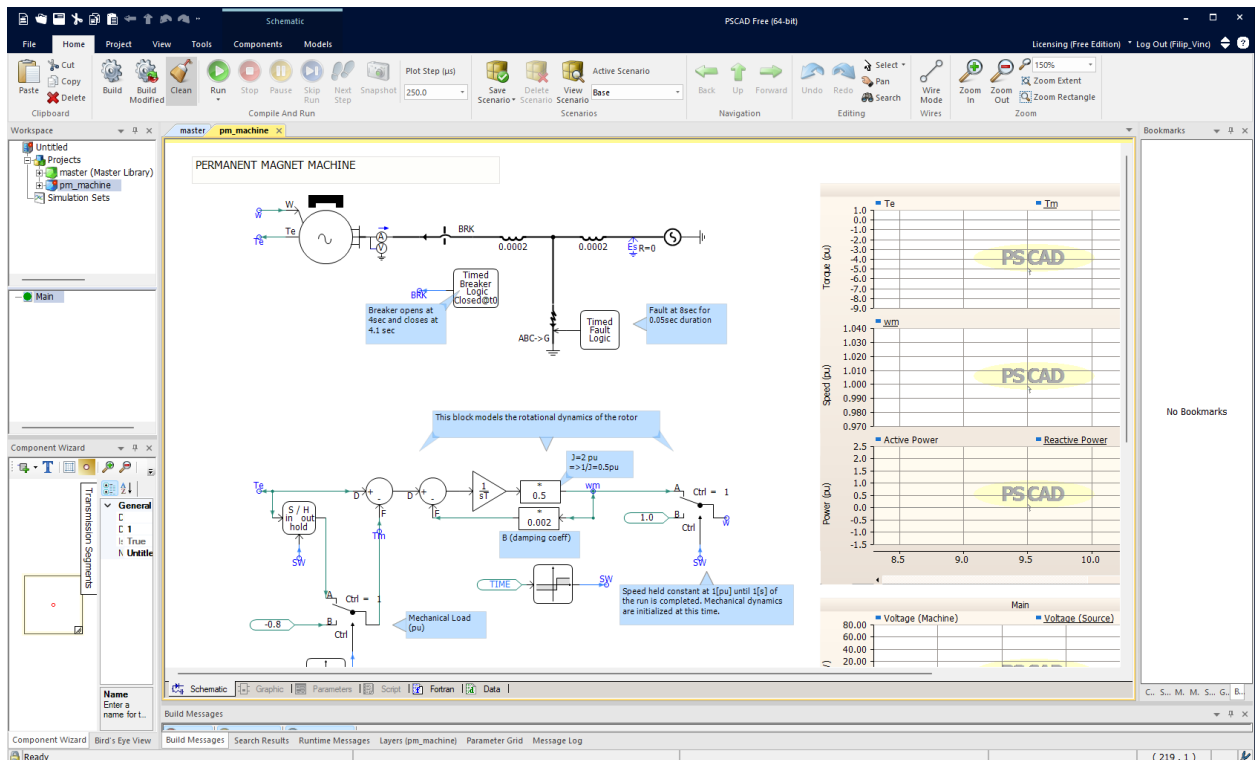 Schematic
PSCAD Free (64-bit)
File Home Project View Tools Components Models
Licensing (Free Edition) Log Out (Filip_Vinc)
Paste
Cut
Copy
Delete
Clipboard
Build
Build Modified
Clean
Run
Stop
Pause
Skip Run
Next Step
Snapshot
Plot Step (µs)
250.0
Compile And Run
Save Scenario
Delete Scenario
View Scenario
Active Scenario
Base
Scenarios
Back
Up
Forward
Navigation
Undo
Redo
Select
Pan
Search
Editing
Wire Mode
Wires
Zoom In
Zoom Out
150%
Zoom Extent
Zoom Rectangle
Zoom
Workspace
Untitled
Projects
master (Master Library)
pm_machine
Simulation Sets
Main
Component Wizard
Transmission Segments
General
1
True
Untitle
Name
Enter a
name for t...
Component Wizard Bird's Eye View
master pm_machine
PERMANENT MAGNET MACHINE
W
W
Te
Te
A
V
BRK
0.0002
0.0002
Es
R=0
Timed
Breaker
Logic
Closed@t0
BRK
Breaker opens at
4sec and closes at
4.1 sec
ABC->G
Timed
Fault
Logic
Fault at 8sec for
0.05sec duration
This block models the rotational dynamics of the rotor
J=2 pu
=>1/J=0.5pu
Te
S / H
in out
hold
SW
D
+
-
F
Tm
D
+
-
F
1
sT
*
0.5
*
0.002
B (damping coeff)
wm
1.0
A
B
Ctrl = 1
Ctrl
W
SW
TIME
SW
Speed held constant at 1[pu] until 1[s] of
the run is completed. Mechanical dynamics
are initialized at this time.
-0.8
A
B
Ctrl = 1
Ctrl
Mechanical Load
(pu)
Te Tm
Torque (pu)
1.0
0.0
-1.0
-2.0
-3.0
-4.0
-5.0
-6.0
-7.0
-8.0
-9.0
PSCAD
wm
Speed (pu)
1.040
1.030
1.020
1.010
1.000
0.990
0.980
0.970
PSCAD
Active Power Reactive Power
Power (pu)
2.5
2.0
1.5
1.0
0.5
0.0
-0.5
-1.0
-1.5
PSCAD
8.5 9.0 9.5 10.0
Main
Voltage (Machine) Voltage (Source)
80.00
60.00
40.00
20.00
Schematic Graphic Parameters Script Fortran Data
Build Messages
Build Messages Search Results Runtime Messages Layers (pm_machine) Parameter Grid Message Log
Bookmarks
No Bookmarks
C.. S... M. M. S... G.. B..
Ready
( 219 , 1 )